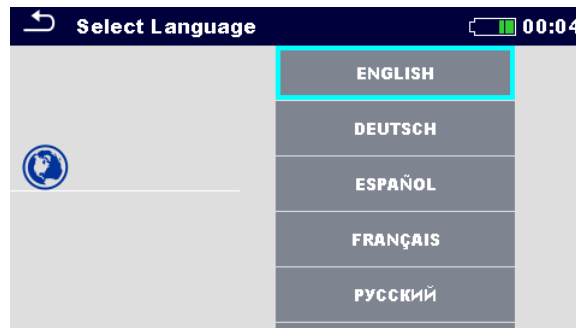 Select Language 00:04
ENGLISH
DEUTSCH
ESPAÑOL
FRANÇAIS
РУССКИЙ